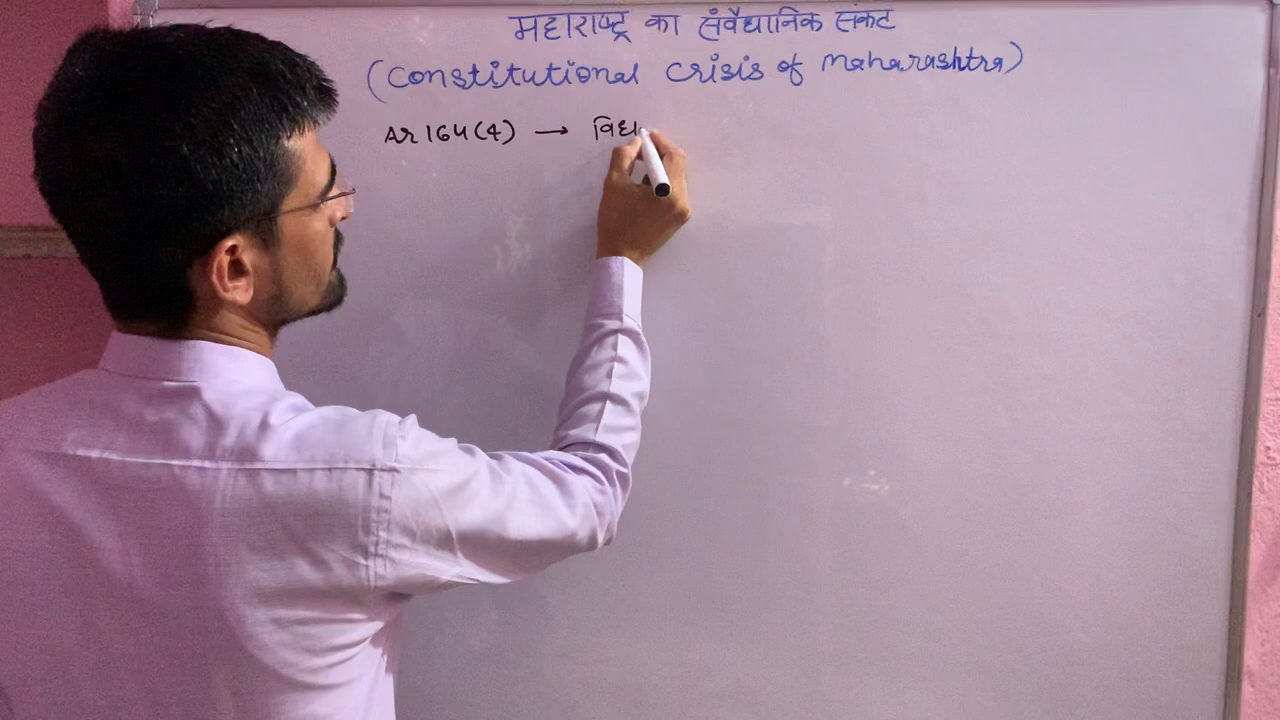 महाराष्ट्र का संवैधानिक संकट
(Constitutional Crisis of Maharashtra)
Ar 164(4) → विध